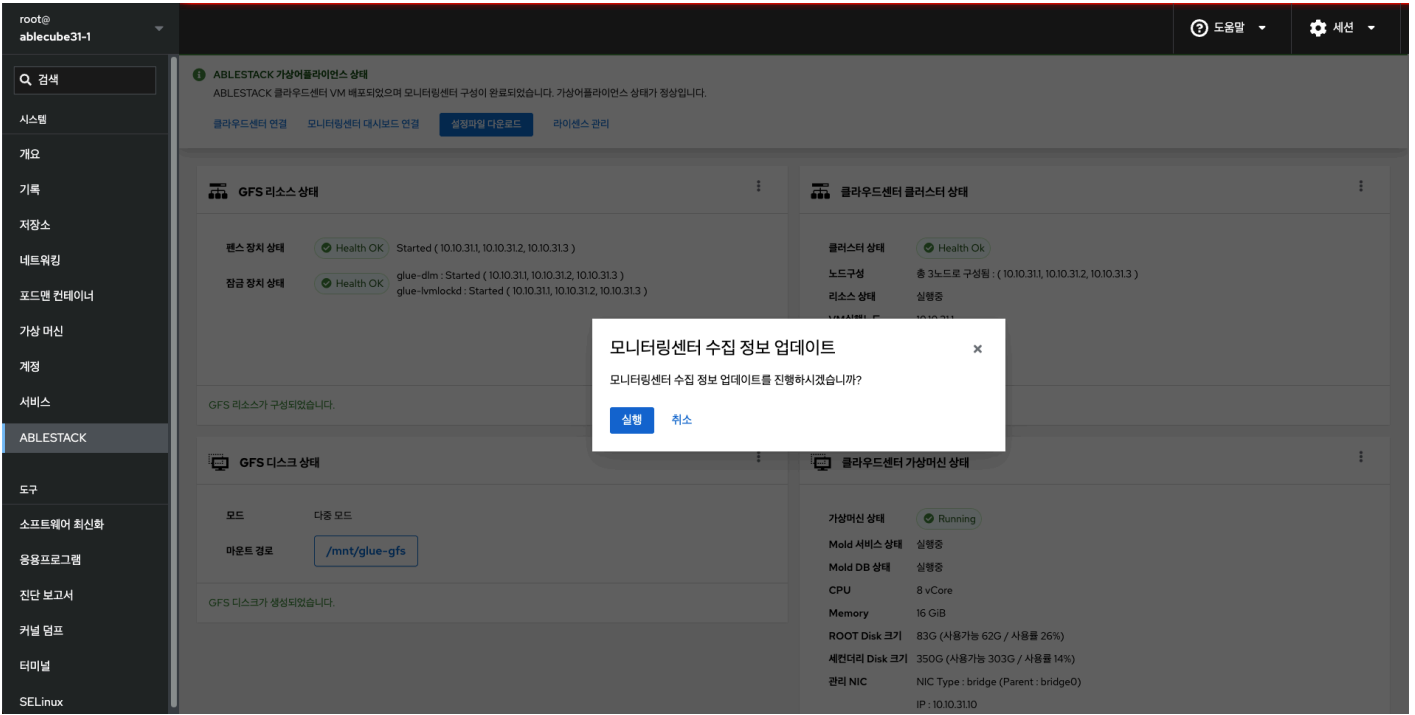 root@
ablecube31-1
도움말
세션
검색
시스템
개요
기록
저장소
네트워킹
포드맨 컨테이너
가상 머신
계정
서비스
ABLESTACK
도구
소프트웨어 최신화
응용프로그램
진단 보고서
커널 덤프
터미널
SELinux
ABLESTACK 가상어플라이언스 상태
ABLESTACK 클라우드센터 VM 배포되었으며 모니터링센터 구성이 완료되었습니다. 가상어플라이언스 상태가 정상입니다.
클라우드센터 연결 모니터링센터 대시보드 연결 설정파일 다운로드 라이센스 관리
GFS 리소스 상태
펜스 장치 상태 Health OK Started ( 10.10.31.1, 10.10.31.2, 10.10.31.3 )
잠금 장치 상태 Health OK glue-dlm : Started ( 10.10.31.1, 10.10.31.2, 10.10.31.3 )
glue-lvmlockd : Started ( 10.10.31.1, 10.10.31.2, 10.10.31.3 )
GFS 리소스가 구성되었습니다.
클라우드센터 클러스터 상태
클러스터 상태 Health Ok
노드구성 총 3노드로 구성됨 : ( 10.10.31.1, 10.10.31.2, 10.10.31.3 )
리소스 상태 실행중
VM실행노드 10.10.31.1
모니터링센터 수집 정보 업데이트
모니터링센터 수집 정보 업데이트를 진행하시겠습니까?
실행 취소
GFS 디스크 상태
모드 다중 모드
마운트 경로 /mnt/glue-gfs
GFS 디스크가 생성되었습니다.
클라우드센터 가상머신 상태
가상머신 상태 Running
Mold 서비스 상태 실행중
Mold DB 상태 실행중
CPU 8 vCore
Memory 16 GiB
ROOT Disk 크기 83G (사용가능 62G / 사용률 26%)
세컨더리 Disk 크기 350G (사용가능 303G / 사용률 14%)
관리 NIC NIC Type : bridge (Parent : bridge0)
IP : 10.10.31.10